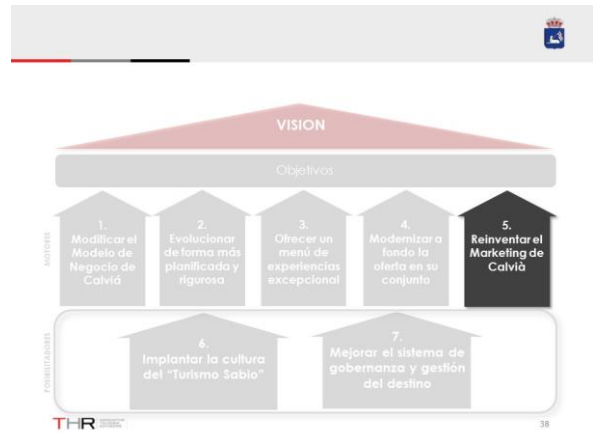 VISION
Objetivos
MOTORES
1.
Modificar el
Modelo de
Negocio de
Calviá
2.
Evolucionar
de forma más
planificada y
rigurosa
3.
Ofrecer un
menú de
experiencias
excepcional
4.
Modernizar a
fondo la
oferta en su
conjunto
5.
Reinventar el
Marketing de
Calvià
POSIBILITADORES
6.
Implantar la cultura
del "Turismo Sabio"
7.
Mejorar el sistema de
gobernanza y gestión
del destino
THR
38